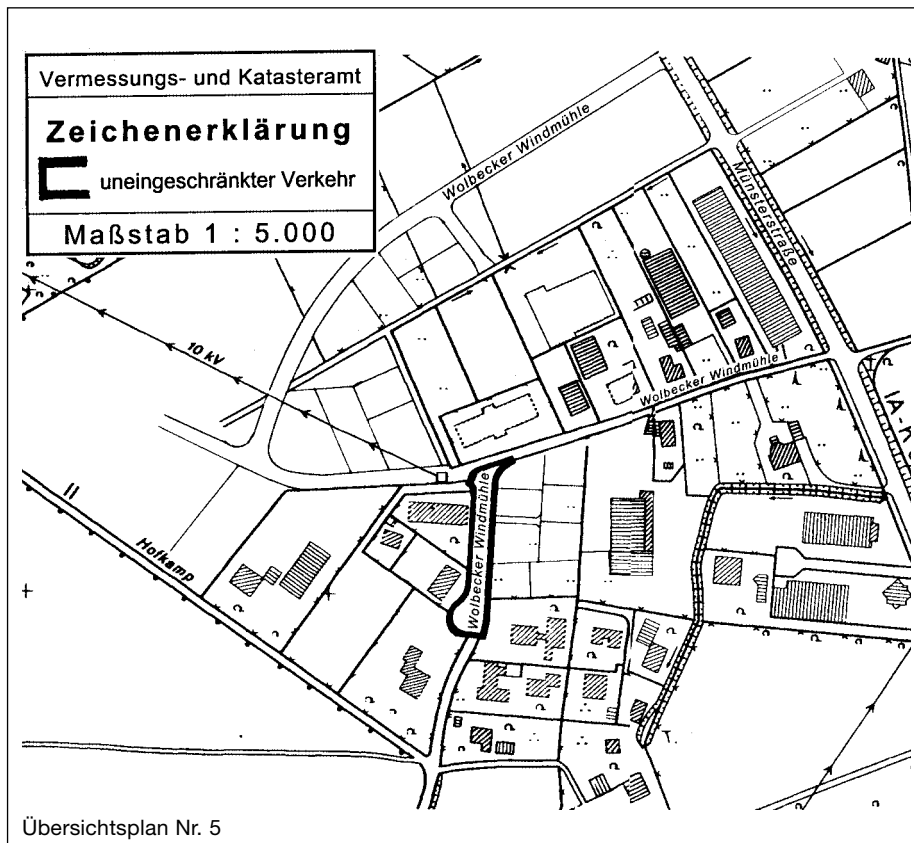 Vermessungs- und Katasteramt
Zeichenerklärung
uneingeschränkter Verkehr
Maßstab 1 : 5.000
Wolbecker Windmühle
Münsterstraße
10 kV
Wolbecker Windmühle
Wolbecker Windmühle
Hofkamp
Übersichtsplan Nr. 5